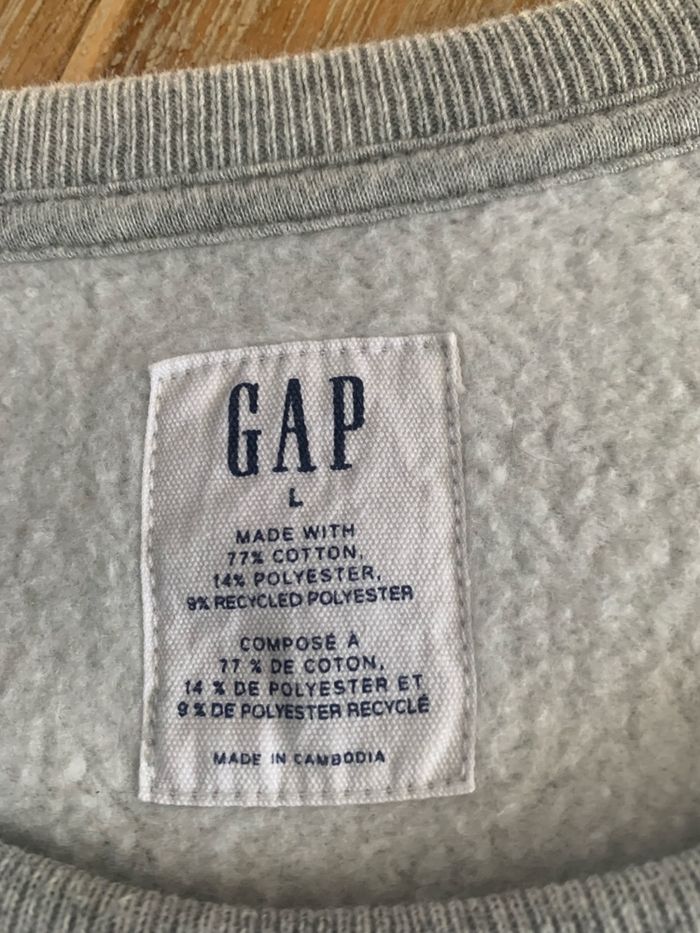 GAP
L
MADE WITH
77% COTTON,
14% POLYESTER,
9% RECYCLED POLYESTER
COMPOSÉ À
77 % DE COTON,
14 % DE POLYESTER ET
9 % DE POLYESTER RECYCLÉ
MADE IN CAMBODIA